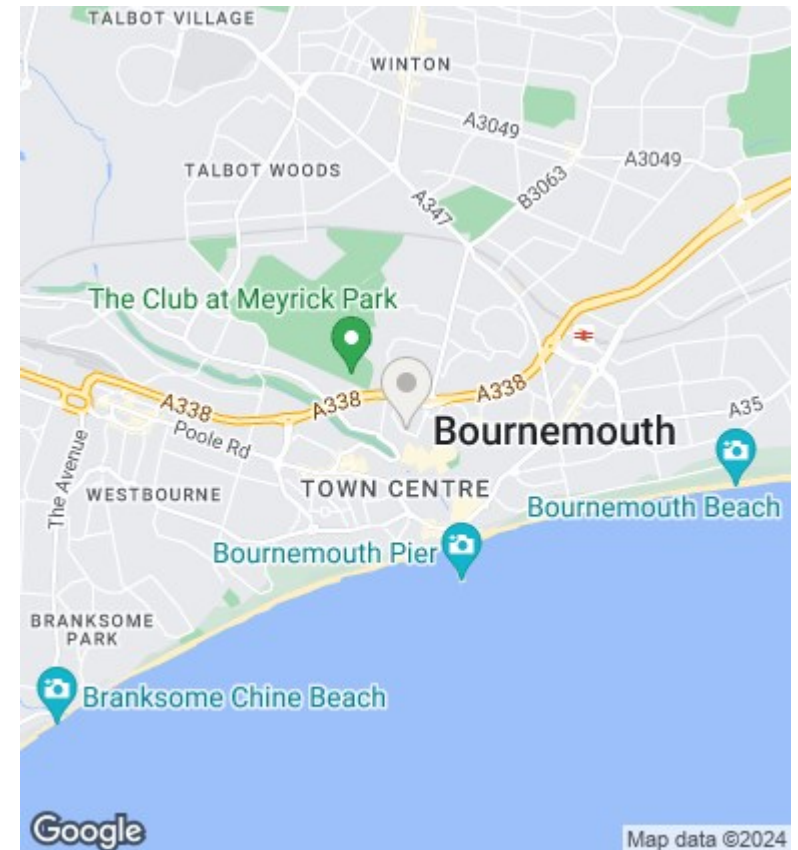 TALBOT VILLAGE
WINTON
A3049
A3049
TALBOT WOODS
B3063
A347
The Club at Meyrick Park
A338
A338
A338
A35
Poole Rd
Bournemouth
The Avenue
WESTBOURNE
TOWN CENTRE
Bournemouth Beach
Bournemouth Pier
BRANKSOME
PARK
Branksome Chine Beach
Google
Map data ©2024